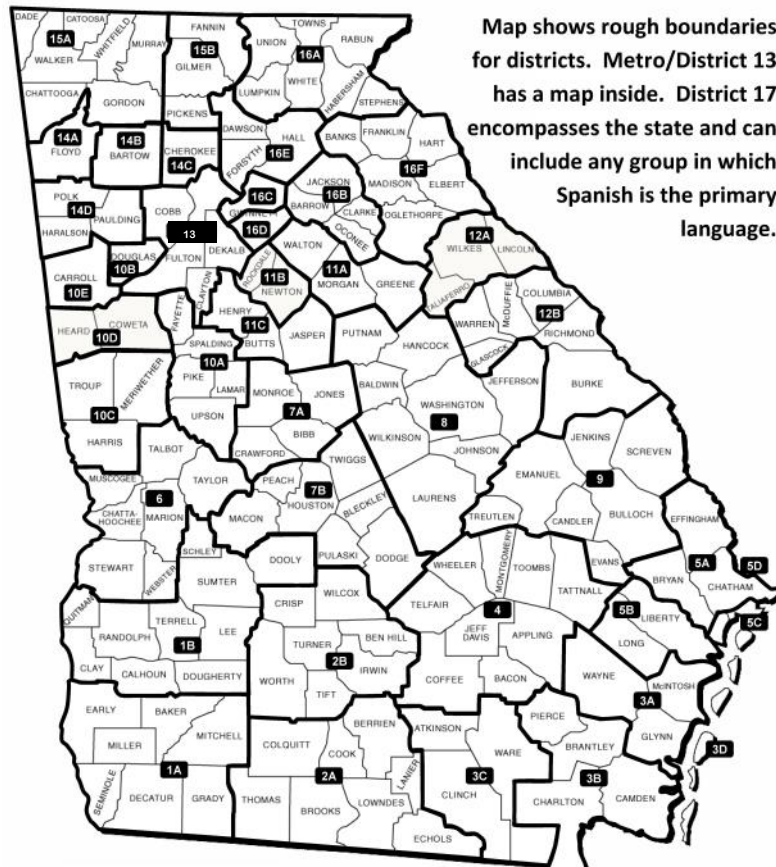 DADE
CATOOSA
15A
WHITFIELD
MURRAY
WALKER
CHATTOOGA
GORDON
FANNIN
15B
GILMER
PICKENS
TOWNS
UNION
RABUN
16A
WHITE
LUMPKIN
HABERSHAM
STEPHENS
Map shows rough boundaries
for districts. Metro/District 13
has a map inside. District 17
encompasses the state and can
include any group in which
Spanish is the primary
language.
14A
FLOYD
14B
BARTOW
CHEROKEE
14C
DAWSON
HALL
FORSYTH
16E
BANKS
FRANKLIN
HART
16F
MADISON
ELBERT
OGLETHORPE
JACKSON
16B
BARROW
CLARKE
OCONEE
16C
GWINNETT
16D
POLK
14D
PAULDING
HARALSON
COBB
13
FULTON
DEKALB
DOUGLAS
10B
CARROLL
10E
CLAYTON
FAYETTE
ROCKDALE
11B
NEWTON
WALTON
11A
MORGAN
GREENE
12A
WILKES
LINCOLN
TALIAFERRO
COLUMBIA
12B
McDUFFIE
WARREN
RICHMOND
GLASCOCK
HEARD
COWETA
10D
HENRY
11C
BUTTS
JASPER
SPALDING
10A
PIKE
LAMAR
UPSON
PUTNAM
HANCOCK
BALDWIN
JEFFERSON
BURKE
WASHINGTON
8
WILKINSON
JOHNSON
LAURENS
TREUTLEN
TROUP
MERIWETHER
10C
HARRIS
MONROE
JONES
7A
BIBB
CRAWFORD
TWIGGS
TALBOT
MUSCOGEE
6
TAYLOR
CHATTA-
HOOCHEE
MARION
STEWART
WEBSTER
PEACH
7B
HOUSTON
MACON
BLECKLEY
PULASKI
DODGE
JENKINS
SCREVEN
EMANUEL
9
BULLOCH
CANDLER
EVANS
EFFINGHAM
5A
5D
BRYAN
CHATHAM
5C
SCHLEY
SUMTER
DOOLY
CRISP
WILCOX
WHEELER
MONTGOMERY
TOOMBS
TATTNALL
TELFAIR
4
JEFF
DAVIS
APPLING
COFFEE
BACON
5B
LIBERTY
LONG
QUITMAN
TERRELL
LEE
RANDOLPH
1B
CLAY
CALHOUN
DOUGHERTY
TURNER
BEN HILL
2B
IRWIN
WORTH
TIFT
WAYNE
McINTOSH
3A
GLYNN
3D
EARLY
BAKER
MITCHELL
MILLER
1A
SEMINOLE
DECATUR
GRADY
BERRIEN
COLQUITT
COOK
2A
LANIER
THOMAS
BROOKS
LOWNDES
ECHOLS
ATKINSON
WARE
3C
CLINCH
PIERCE
BRANTLEY
3B
CHARLTON
CAMDEN